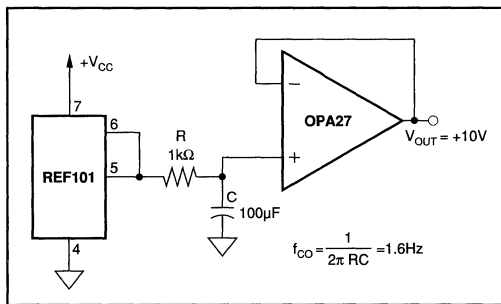 +V_CC
7
6
5
REF101
4
R
1kΩ
C
100μF
−
+
OPA27
V_OUT = +10V
f_CO = 1 / 2π RC = 1.6Hz